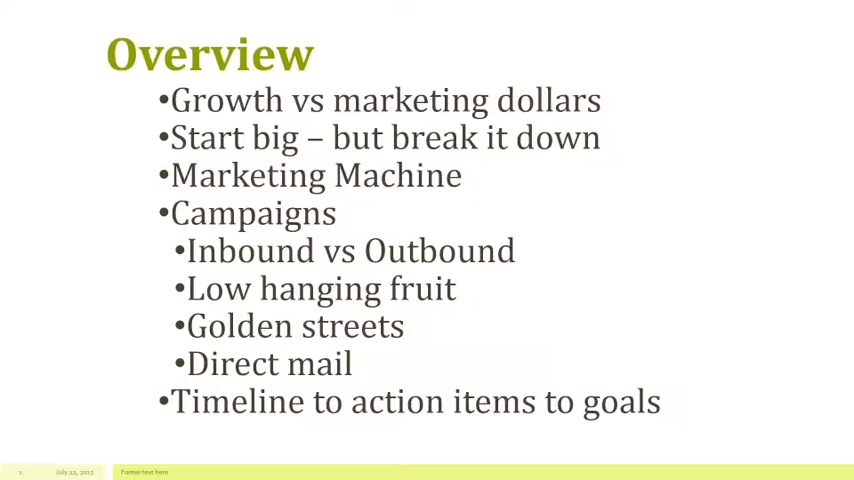 Overview
•Growth vs marketing dollars
•Start big – but break it down
•Marketing Machine
•Campaigns
•Inbound vs Outbound
•Low hanging fruit
•Golden streets
•Direct mail
•Timeline to action items to goals
1 July 22, 2012 Footer text here